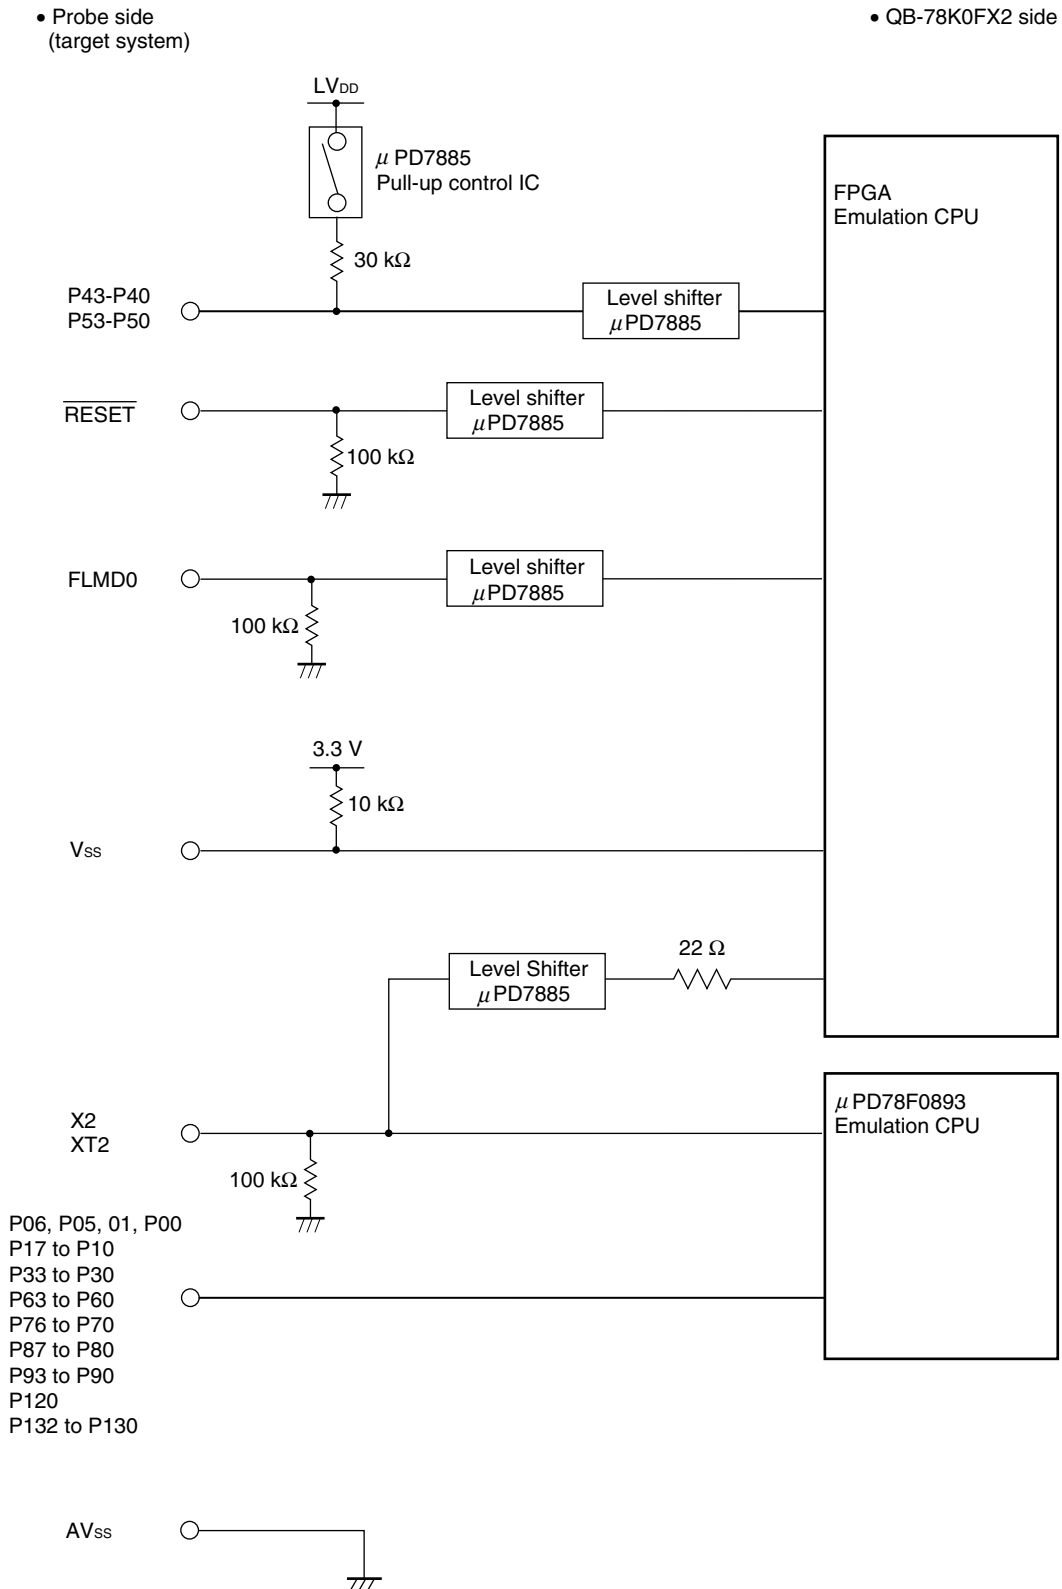 • Probe side
(target system)
• QB-78K0FX2 side
LVDD
μ PD7885
Pull-up control IC
FPGA
Emulation CPU
30 kΩ
P43-P40
P53-P50
Level shifter
μPD7885
RESET
Level shifter
μPD7885
100 kΩ
FLMD0
Level shifter
μPD7885
100 kΩ
3.3 V
10 kΩ
VSS
22 Ω
Level Shifter
μPD7885
X2
XT2
μPD78F0893
Emulation CPU
100 kΩ
P06, P05, 01, P00
P17 to P10
P33 to P30
P63 to P60
P76 to P70
P87 to P80
P93 to P90
P120
P132 to P130
AVSS